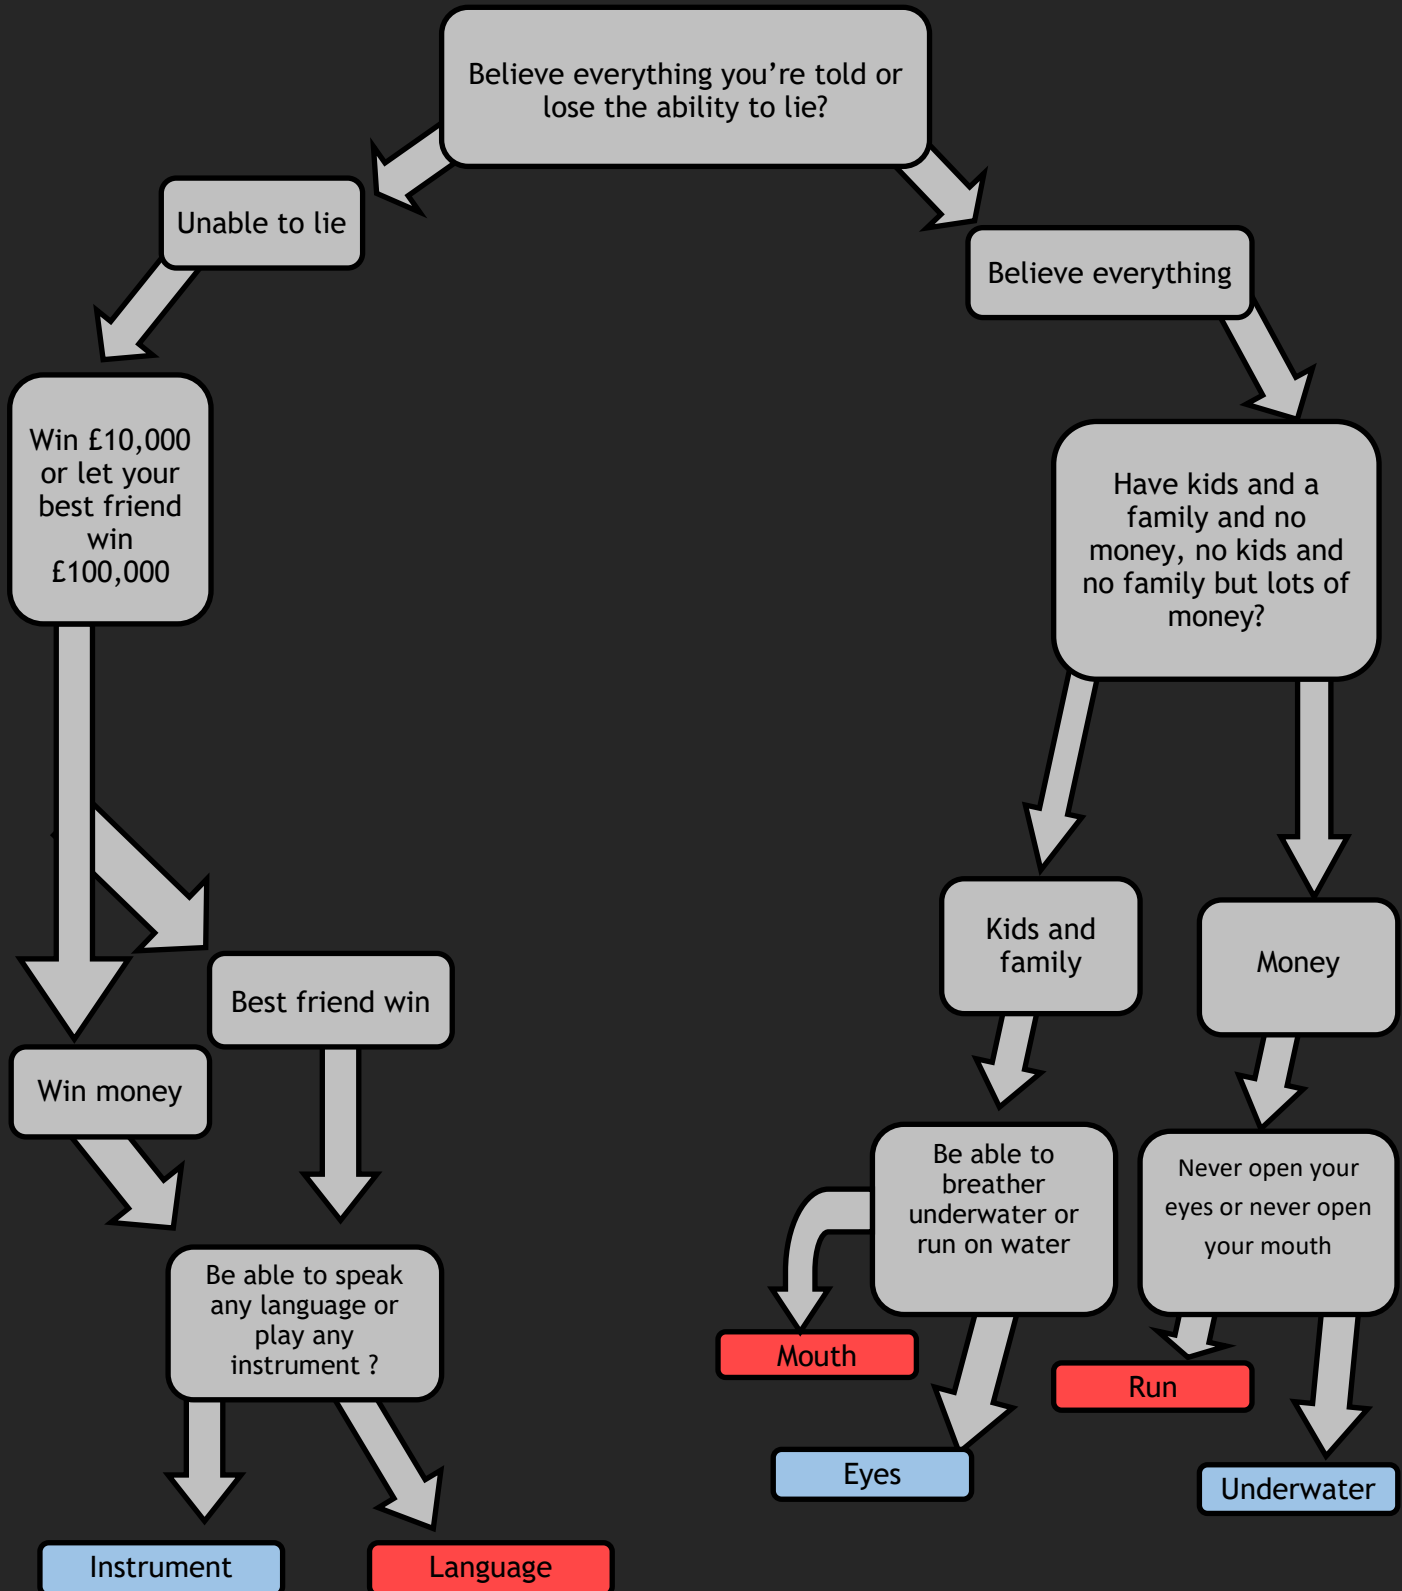 Believe everything you’re told or
lose the ability to lie?
Unable to lie
Believe everything
Win £10,000
or let your
best friend
win
£100,000
Have kids and a
family and no
money, no kids and
no family but lots of
money?
Kids and
family
Money
Best friend win
Win money
Be able to
breather
underwater or
run on water
Never open your
eyes or never open
your mouth
Be able to speak
any language or
play any
instrument ?
Mouth
Run
Eyes
Underwater
Instrument
Language